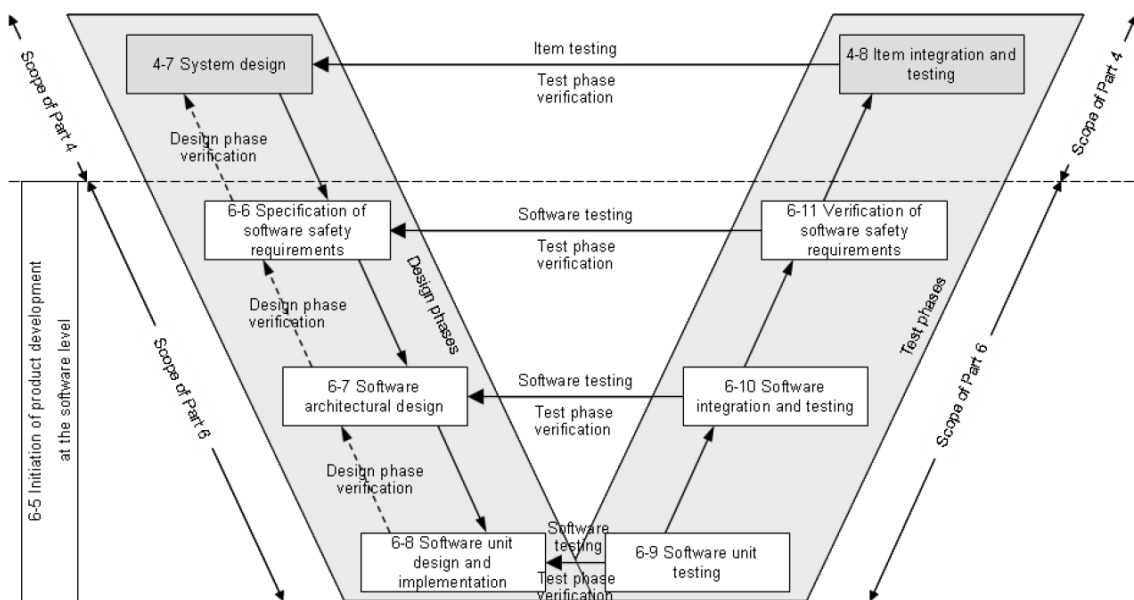 Scope of Part 4
4-7 System design
Item testing
Test phase
verification
4-8 Item integration and
testing
Scope of Part 4
Design phase
verification
6-6 Specification of
software safety
requirements
Software testing
Test phase
verification
6-11 Verification of
software safety
requirements
Design phases
Test phases
Design phase
verification
6-5 Initiation of product development
at the software level
Scope of Part 6
6-7 Software
architectural design
Software testing
Test phase
verification
6-10 Software
integration and testing
Scope of Part 6
Design phase
verification
6-8 Software unit
design and
implementation
Software
testing
Test phase
verification
6-9 Software unit
testing